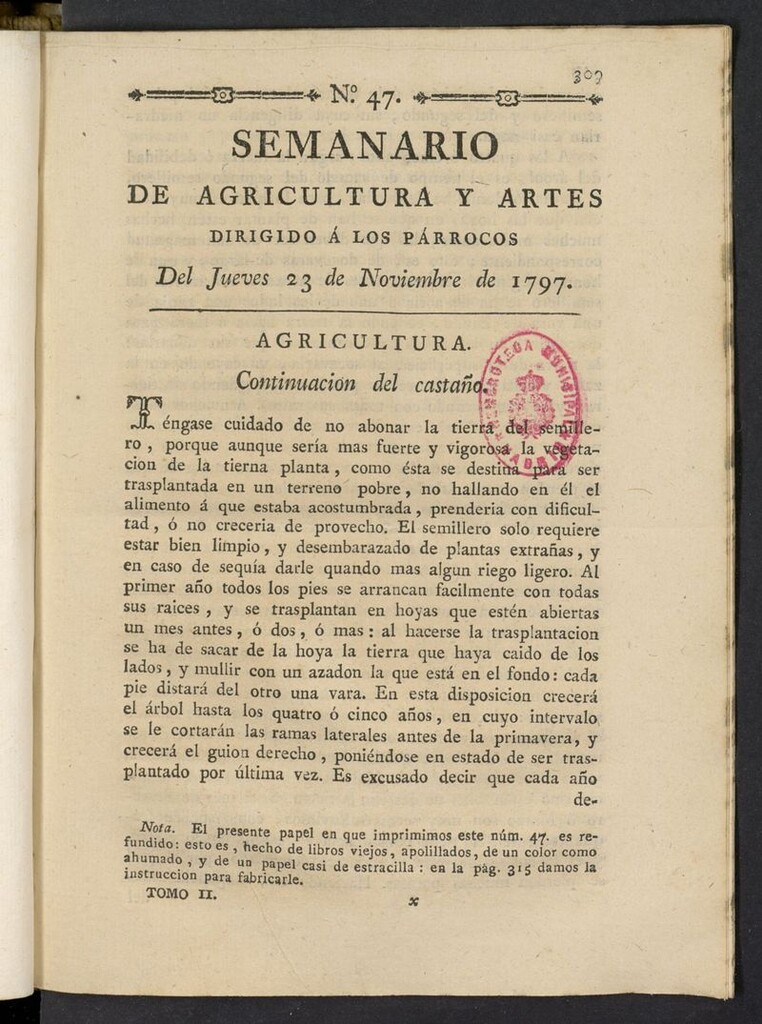 309
N.º 47.
SEMANARIO
DE AGRICULTURA Y ARTES
DIRIGIDO Á LOS PÁRROCOS
Del Jueves 23 de Noviembre de 1797.
AGRICULTURA.
Continuacion del castaño.
HEMEROTECA MUNICIPAL
MADRID
Téngase cuidado de no abonar la tierra del semille-
ro, porque aunque sería mas fuerte y vigorosa la vegeta-
cion de la tierna planta, como ésta se destina para ser
trasplantada en un terreno pobre, no hallando en él el
alimento á que estaba acostumbrada, prenderia con dificul-
tad, ó no creceria de provecho. El semillero solo requiere
estar bien limpio, y desembarazado de plantas extrañas, y
en caso de sequía darle quando mas algun riego ligero. Al
primer año todos los pies se arrancan facilmente con todas
sus raices, y se trasplantan en hoyas que estén abiertas
un mes antes, ó dos, ó mas: al hacerse la trasplantacion
se ha de sacar de la hoya la tierra que haya caido de los
lados, y mullir con un azadon la que está en el fondo: cada
pie distará del otro una vara. En esta disposicion crecerá
el árbol hasta los quatro ó cinco años, en cuyo intervalo
se le cortarán las ramas laterales antes de la primavera, y
crecerá el guion derecho, poniéndose en estado de ser tras-
plantado por última vez. Es excusado decir que cada año
de-
Nota. El presente papel en que imprimimos este núm. 47. es re-
fundido: esto es, hecho de libros viejos, apolillados, de un color como
ahumado, y de un papel casi de estracilla: en la pág. 315 damos la
instruccion para fabricarle.
TOMO II.
x